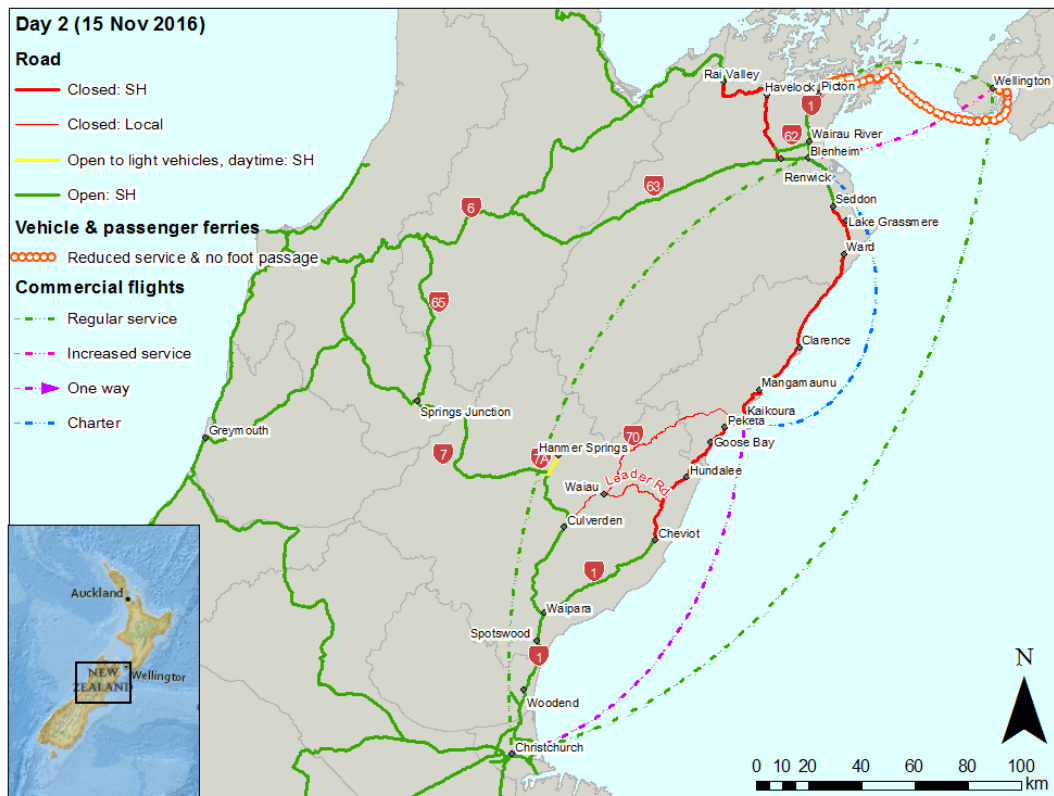 Day 2 (15 Nov 2016)
Road
Closed: SH
Closed: Local
Open to light vehicles, daytime: SH
Open: SH
Vehicle & passenger ferries
Reduced service & no foot passage
Commercial flights
Regular service
Increased service
One way
Charter
Rai Valley
Havelock
Picton
Wellington
1
62
Wairau River
Blenheim
Renwick
63
6
Seddon
Lake Grassmere
Ward
65
Clarence
Mangamaunu
Kaikoura
Peketa
Goose Bay
Springs Junction
Greymouth
7
7A
Hanmer Springs
70
Hundalee
Waiau
Leader Rd
Culverden
Cheviot
1
Waipara
Spotswood
1
Woodend
Christchurch
Auckland
Wellington
NEW
ZEALAND
N
0 10 20 40 60 80 100
km